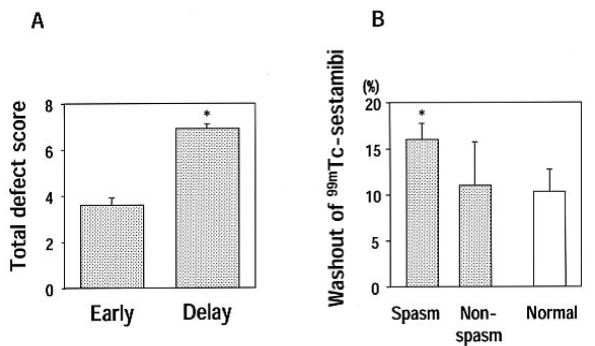 A
Total defect score
8
6
4
2
0
*
Early
Delay
B
Washout of 99mTc-sestamibi
(%)
20
15
10
5
0
*
Spasm
Non-
spasm
Normal